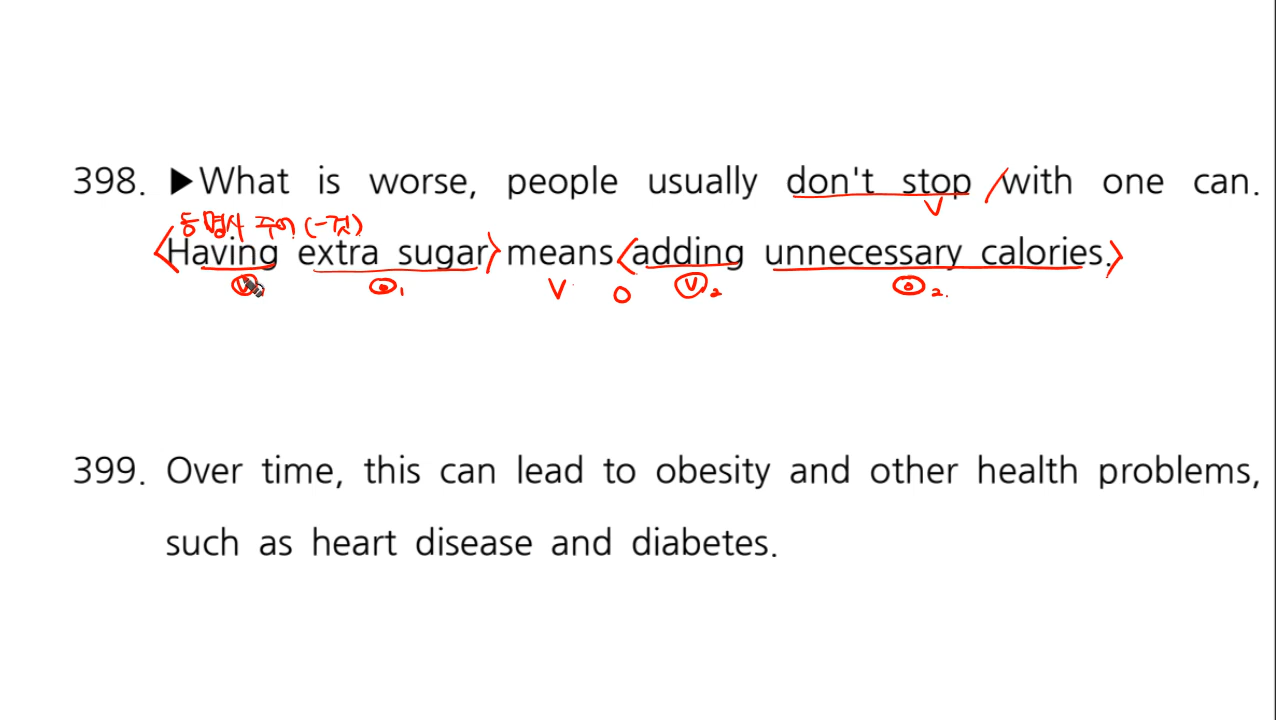 398. ▶What is worse, people usually don't stop / with one can.
동명사 주어 (~것)
<Having extra sugar> means <adding unnecessary calories.>
Ⓥ ⓞ₁ V O Ⓥ₂ ⓞ₂
399. Over time, this can lead to obesity and other health problems,
such as heart disease and diabetes.